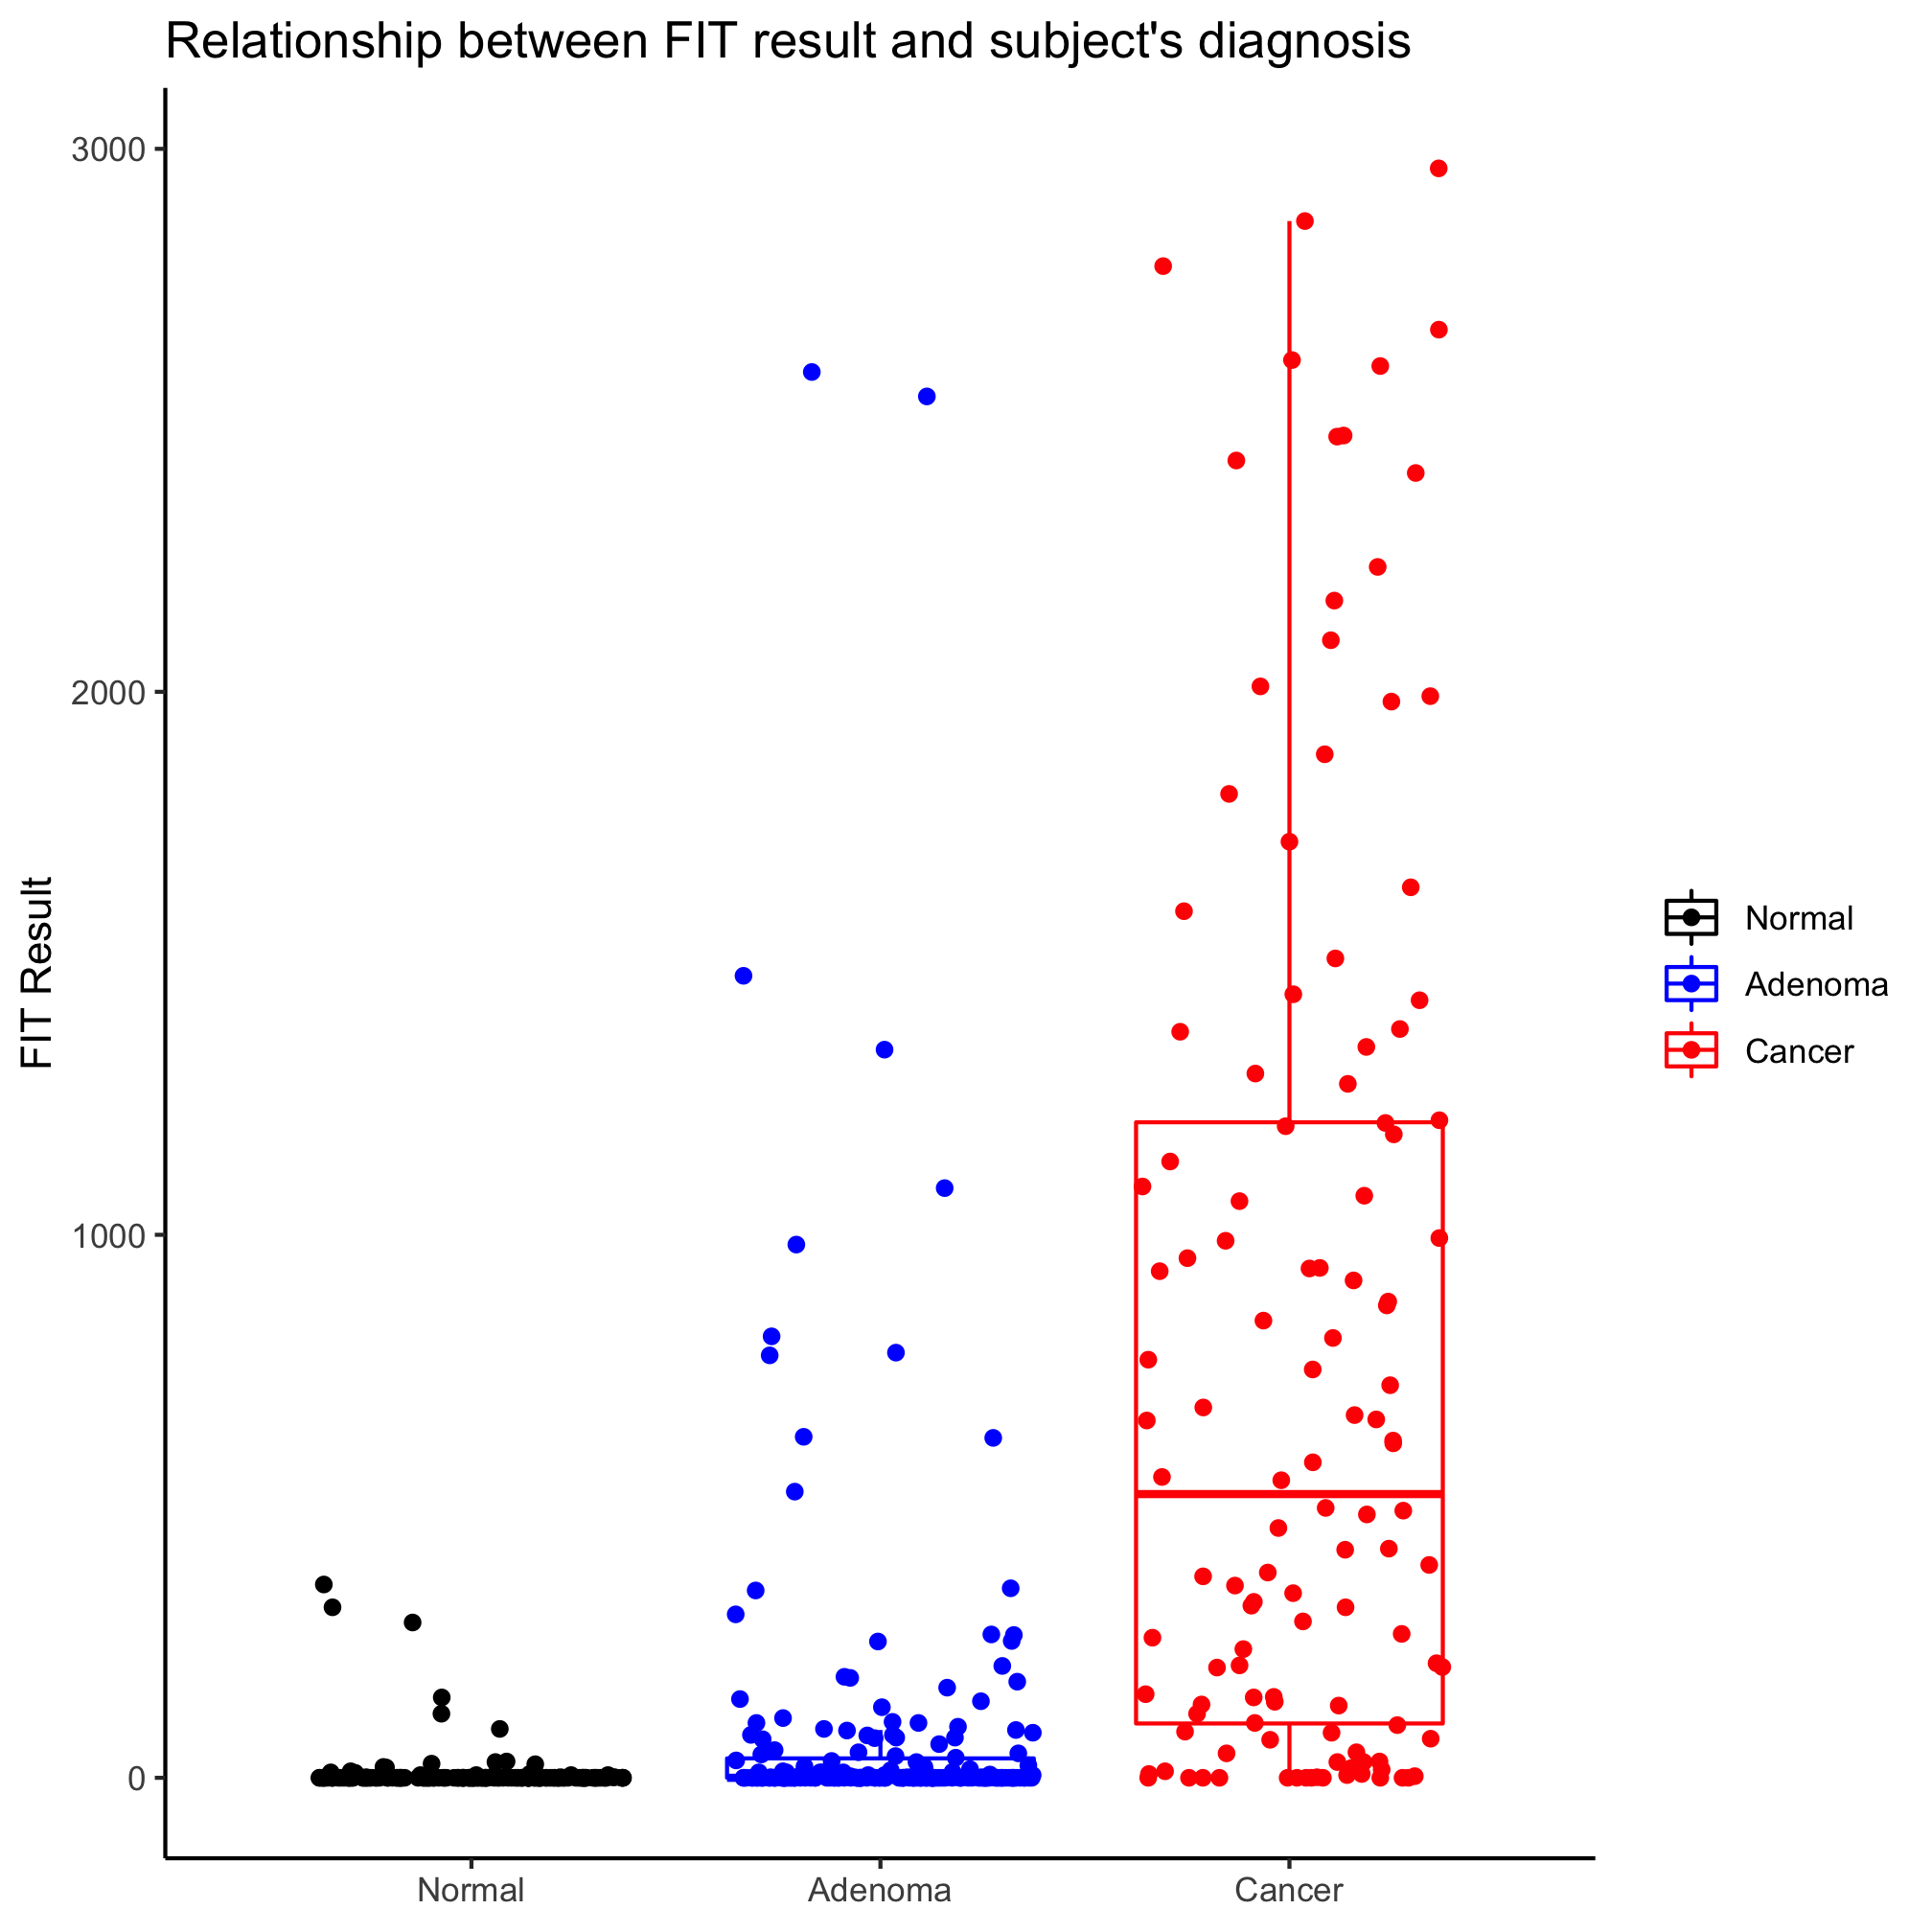 Relationship between FIT result and subject's diagnosis
3000
2000
1000
0
FIT Result
Normal
Adenoma
Cancer
Normal
Adenoma
Cancer